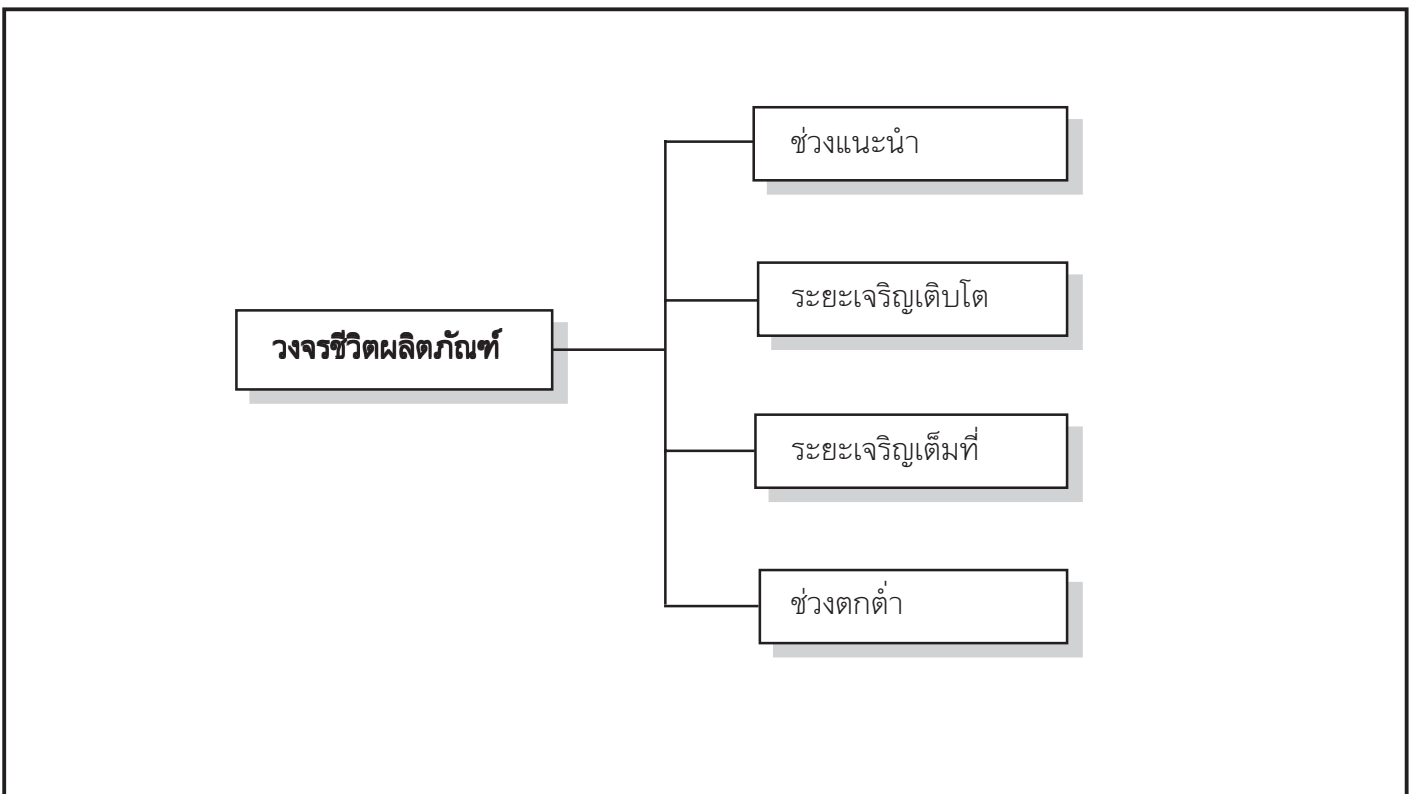 วงจรชีวิตผลิตภัณฑ์
ช่วงแนะนำ
ระยะเจริญเติบโต
ระยะเจริญเต็มที่
ช่วงตกต่ำ